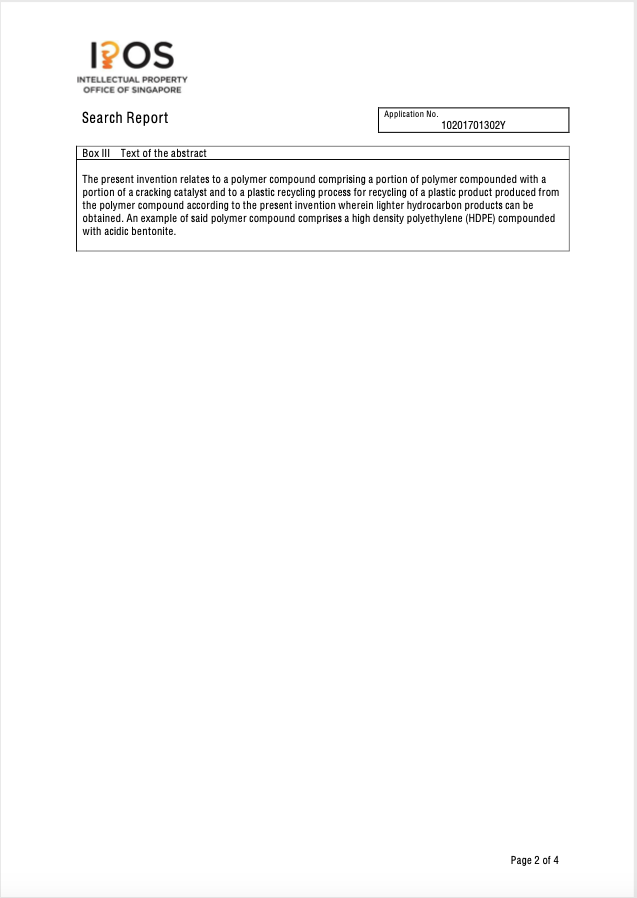 IPOS
INTELLECTUAL PROPERTY
OFFICE OF SINGAPORE
Search Report
Application No.
10201701302Y
Box III Text of the abstract
The present invention relates to a polymer compound comprising a portion of polymer compounded with a
portion of a cracking catalyst and to a plastic recycling process for recycling of a plastic product produced from
the polymer compound according to the present invention wherein lighter hydrocarbon products can be
obtained. An example of said polymer compound comprises a high density polyethylene (HDPE) compounded
with acidic bentonite.
Page 2 of 4